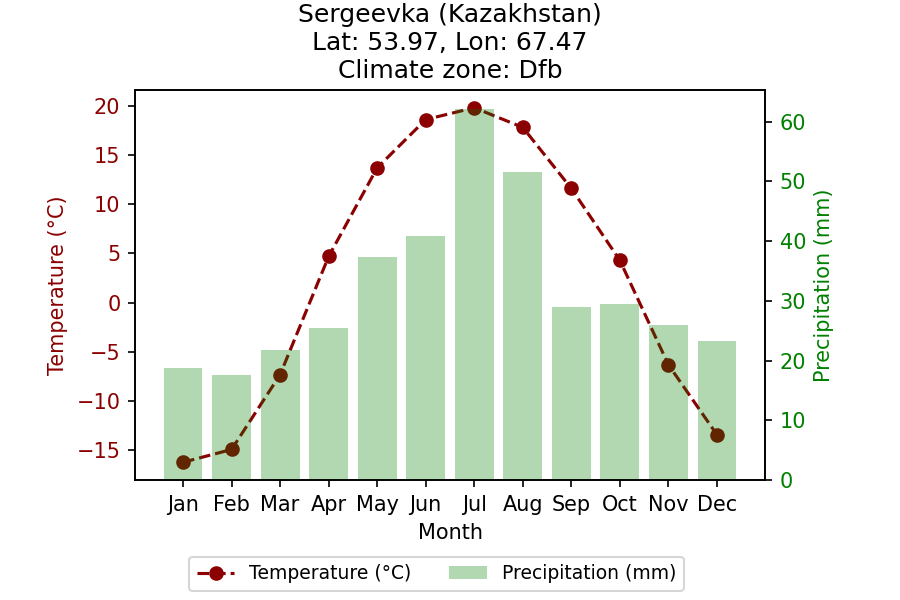 Sergeevka (Kazakhstan)
Lat: 53.97, Lon: 67.47
Climate zone: Dfb
20
15
10
5
0
−5
−10
−15
Temperature (°C)
60
50
40
30
20
10
0
Precipitation (mm)
Jan Feb Mar Apr May Jun Jul Aug Sep Oct Nov Dec
Month
Temperature (°C) Precipitation (mm)